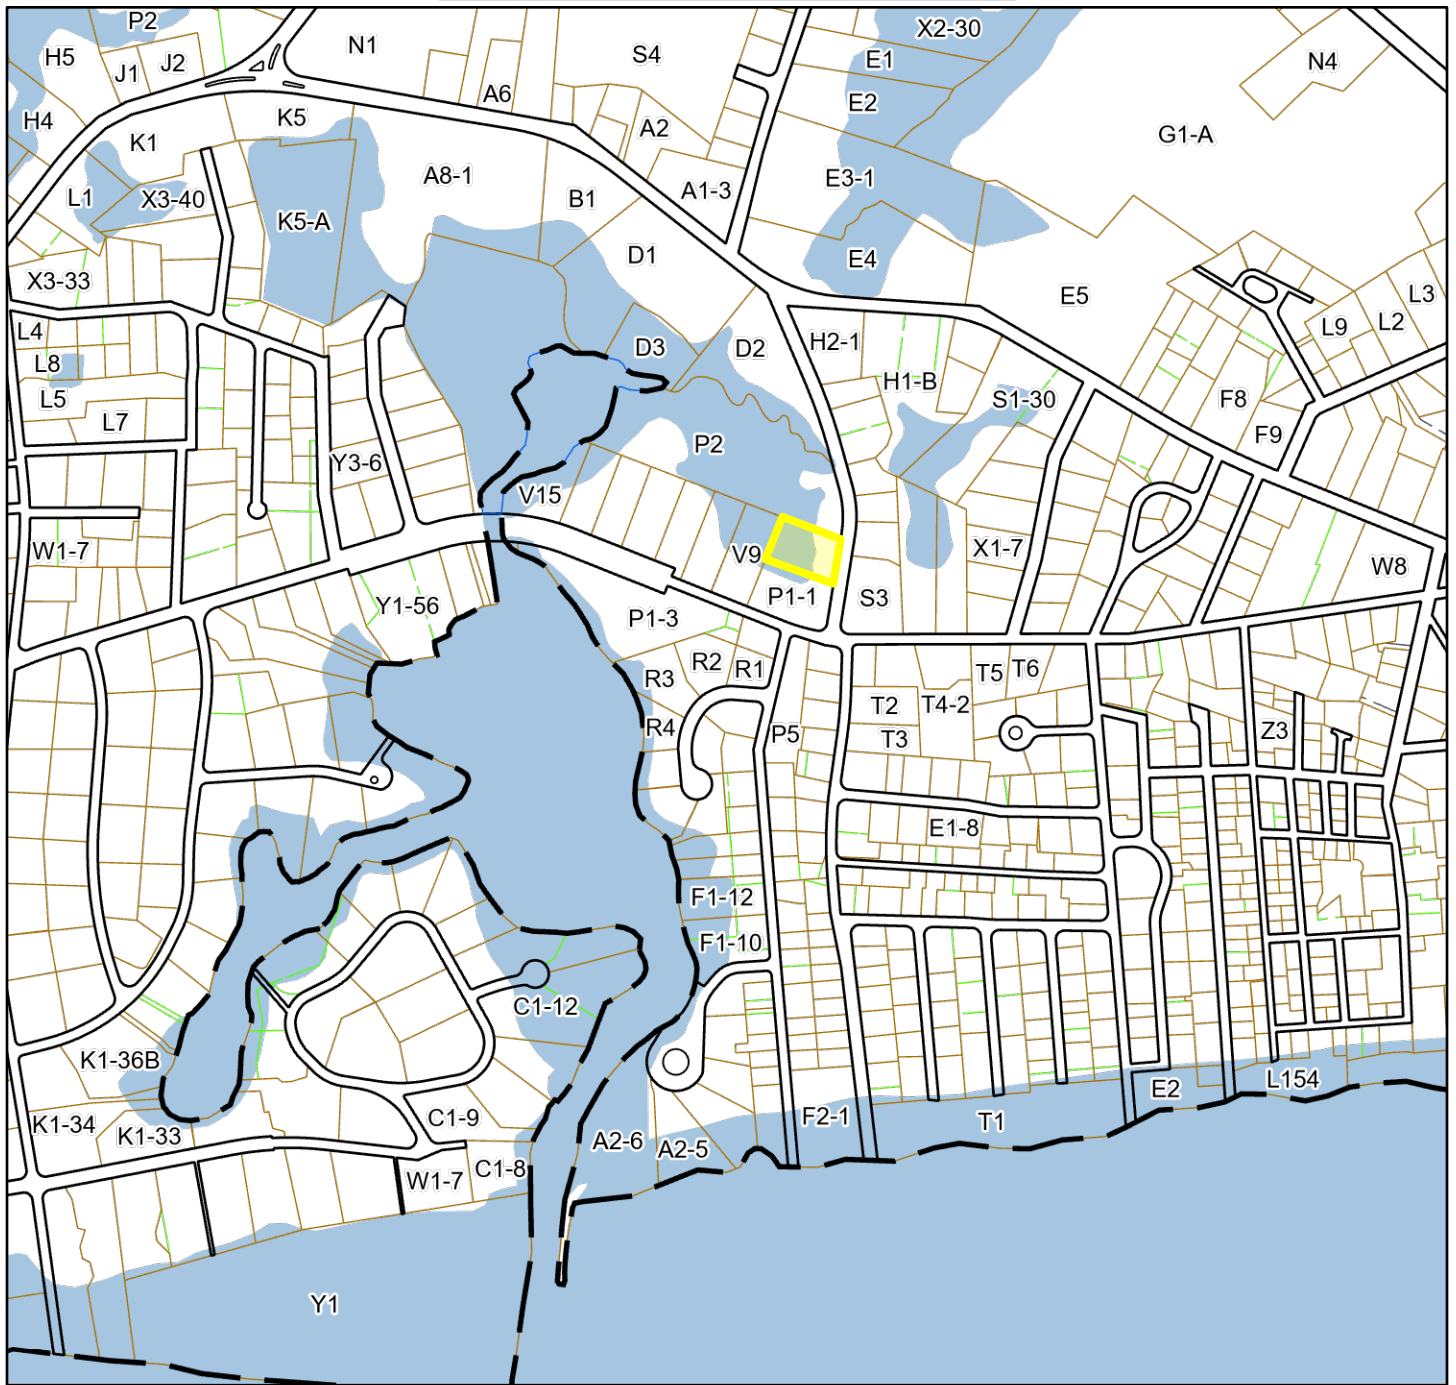 P2
X2-30
H5
J1
J2
N1
S4
E1
N4
A6
E2
H4
K1
K5
A2
G1-A
L1
X3-40
K5-A
A8-1
B1
A1-3
E3-1
X3-33
D1
E4
E5
L3
L4
L9
L2
L8
D3
D2
H2-1
H1-B
L5
S1-30
F8
L7
F9
Y3-6
P2
V15
W1-7
V9
X1-7
W8
Y1-56
P1-1
S3
P1-3
R2
R1
T5
T6
R3
T2
T4-2
R4
P5
T3
Z3
E1-8
F1-12
F1-10
C1-12
K1-36B
E2
L154
K1-34
K1-33
C1-9
F2-1
T1
A2-6
A2-5
C1-8
W1-7
Y1